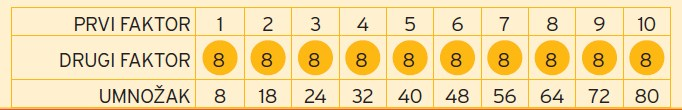 PRVI FAKTOR 1 2 3 4 5 6 7 8 9 10
DRUGI FAKTOR 8 8 8 8 8 8 8 8 8 8
UMNOŽAK 8 18 24 32 40 48 56 64 72 80